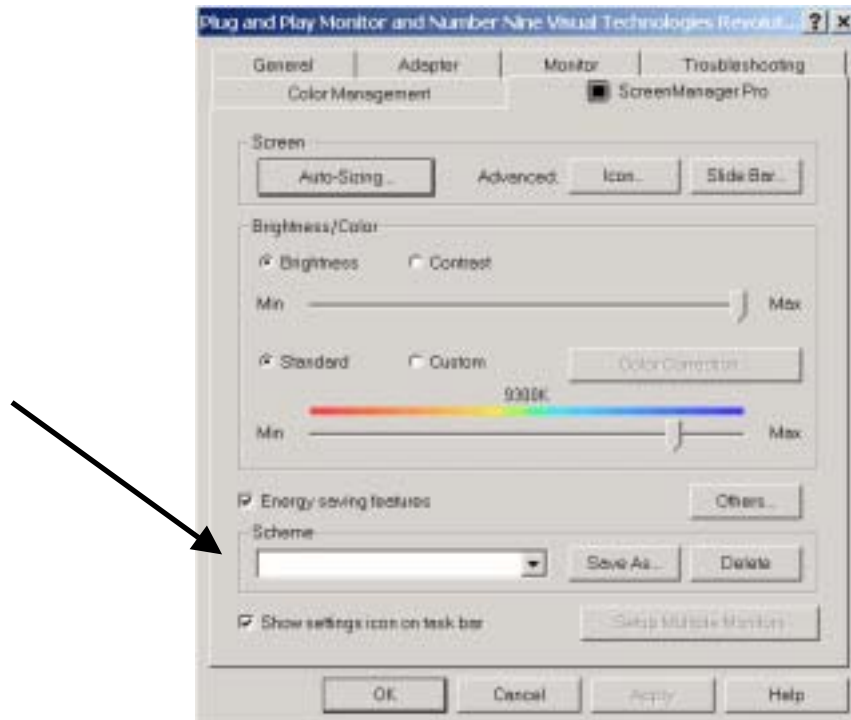 Plug and Play Monitor and Number Nine Visual Technologies Revolut... ? ×
General Adapter Monitor Troubleshooting
Color Management ScreenManager Pro
Screen
Auto-Sizing... Advanced: Icon... Slide Bar...
Brightness/Color
Brightness Contrast
Min Max
Standard Custom Color Correction...
9300K
Min Max
Energy saving features Others...
Scheme
Save As... Delete
Show settings icon on task bar Setup Multiple Monitors
OK Cancel Apply Help